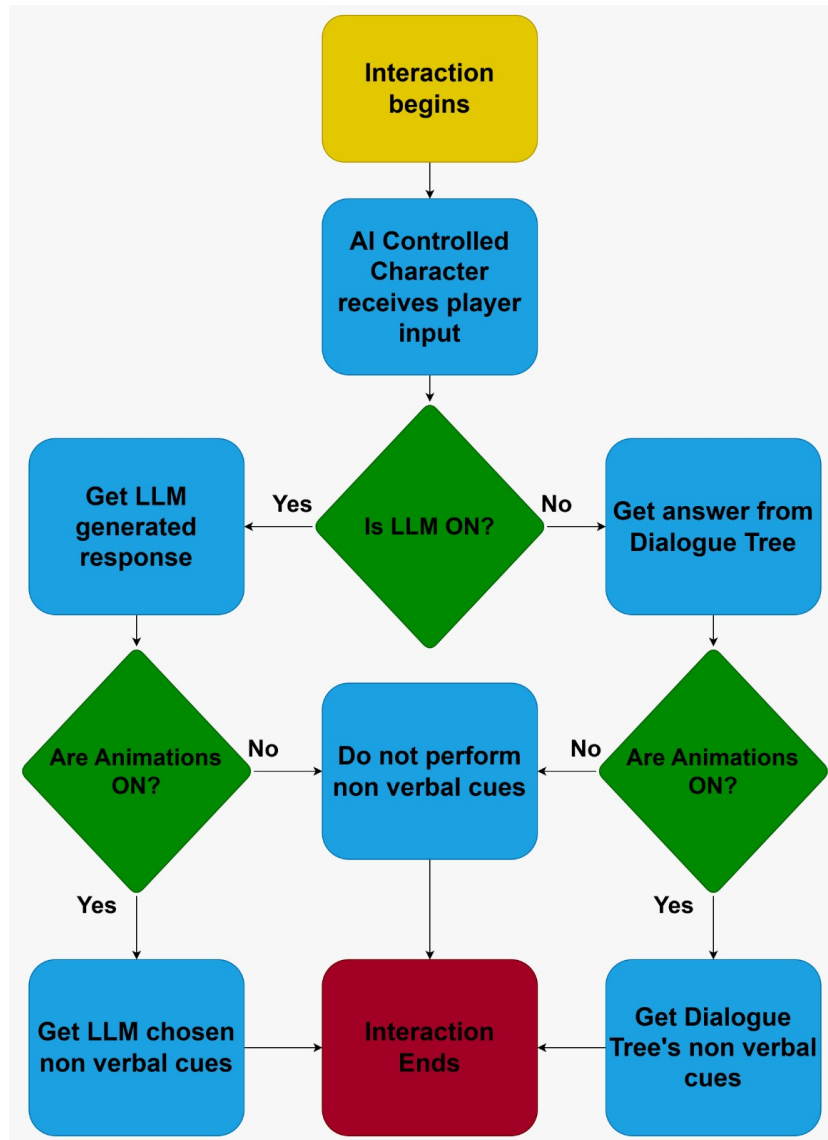 Interaction
begins
AI Controlled
Character
receives player
input
Get LLM
generated
response
Yes
Is LLM ON?
No
Get answer from
Dialogue Tree
Are Animations
ON?
No
Do not perform
non verbal cues
No
Are Animations
ON?
Yes
Yes
Get LLM chosen
non verbal cues
Interaction
Ends
Get Dialogue
Tree's non verbal
cues